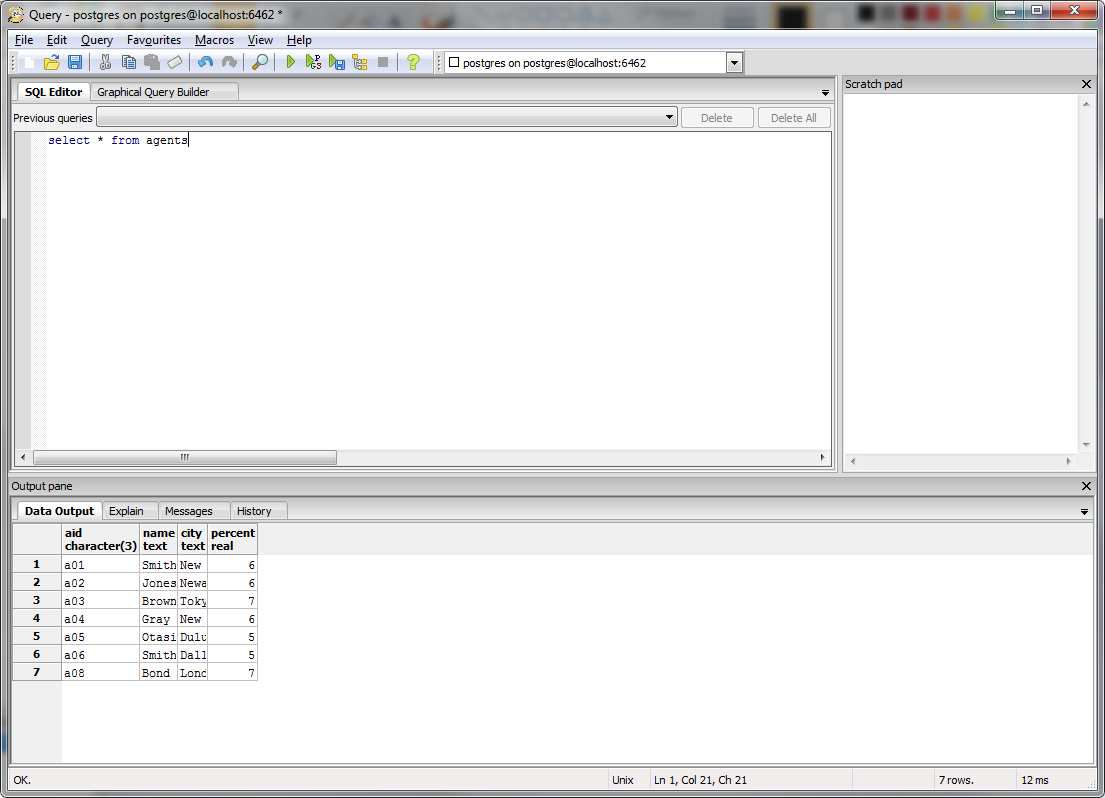 Query - postgres on postgres@localhost:6462 *
File Edit Query Favourites Macros View Help
postgres on postgres@localhost:6462
SQL Editor Graphical Query Builder
Scratch pad
Previous queries Delete Delete All
select * from agents
Output pane
Data Output Explain Messages History
aid name city percent
character(3) text text real
1 a01 Smith New 6
2 a02 Jones Newa 6
3 a03 Brown Toky 7
4 a04 Gray New 6
5 a05 Otasi Dulu 5
6 a06 Smith Dall 5
7 a08 Bond Lond 7
OK. Unix Ln 1, Col 21, Ch 21 7 rows. 12 ms